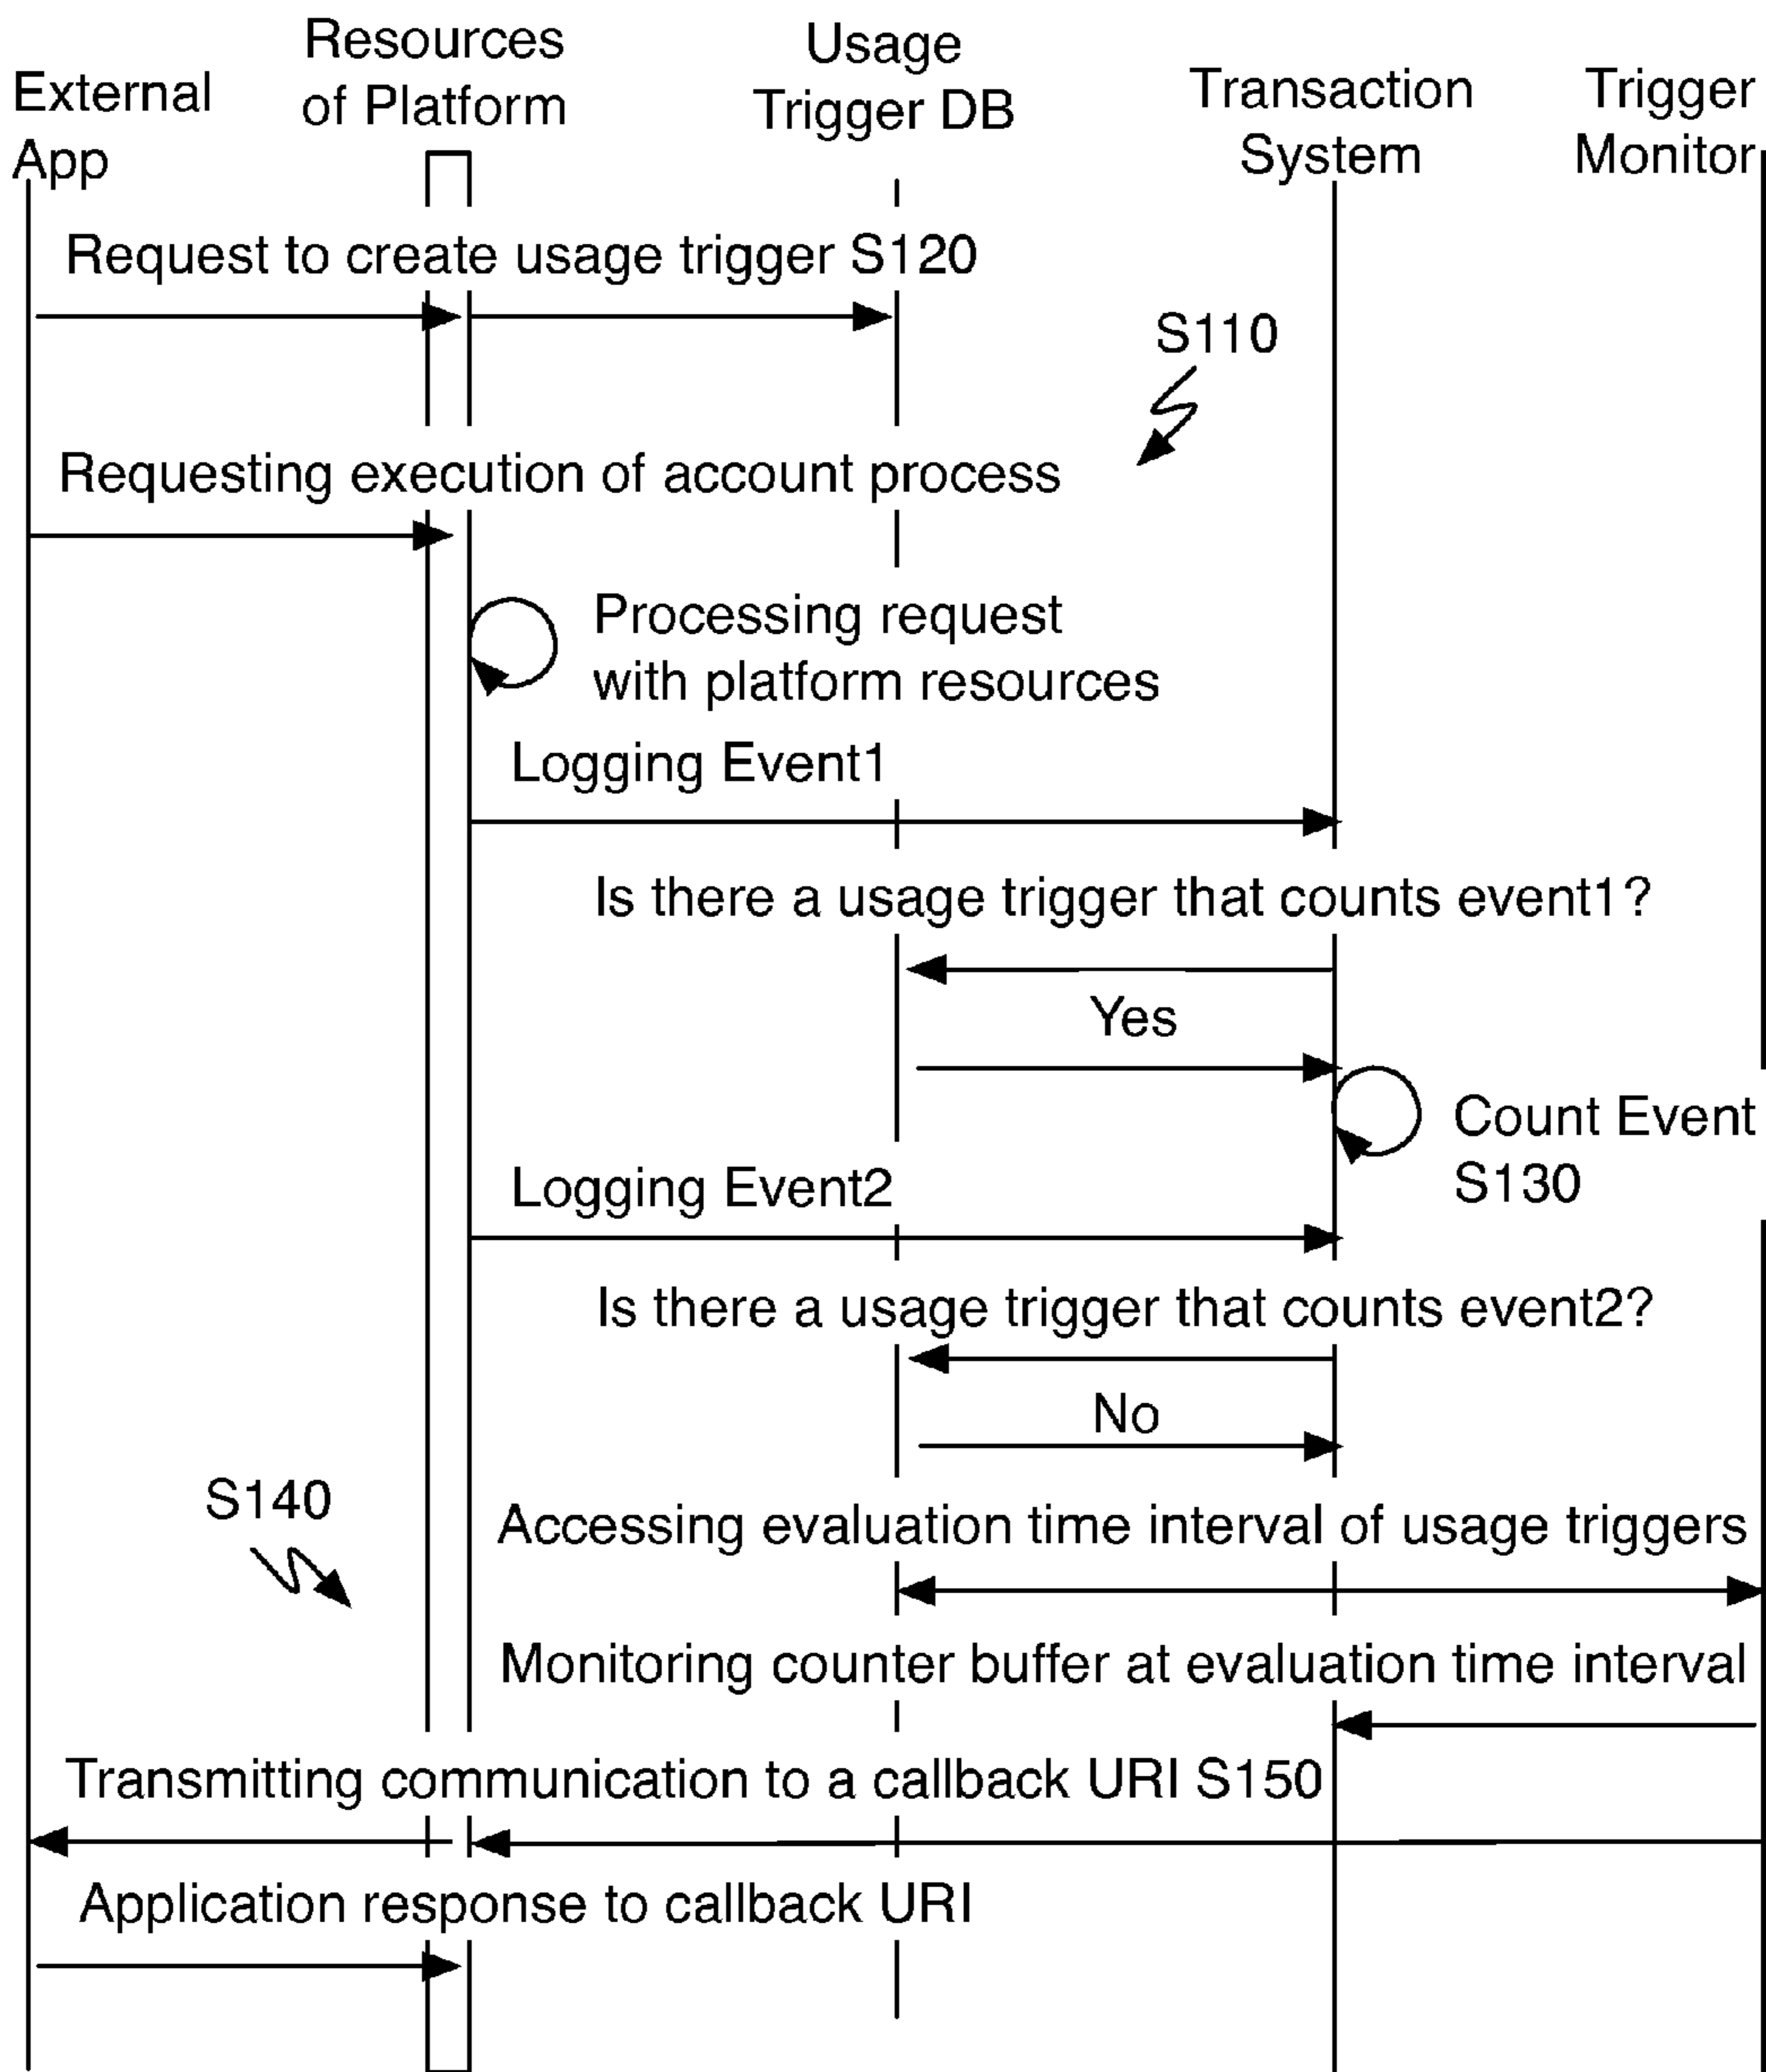 External
App
Resources
of Platform
Usage
Trigger DB
Transaction
System
Trigger
Monitor
Request to create usage trigger S120
S110
Requesting execution of account process
Processing request
with platform resources
Logging Event1
Is there a usage trigger that counts event1?
Yes
Count Event
S130
Logging Event2
Is there a usage trigger that counts event2?
No
S140
Accessing evaluation time interval of usage triggers
Monitoring counter buffer at evaluation time interval
Transmitting communication to a callback URI S150
Application response to callback URI